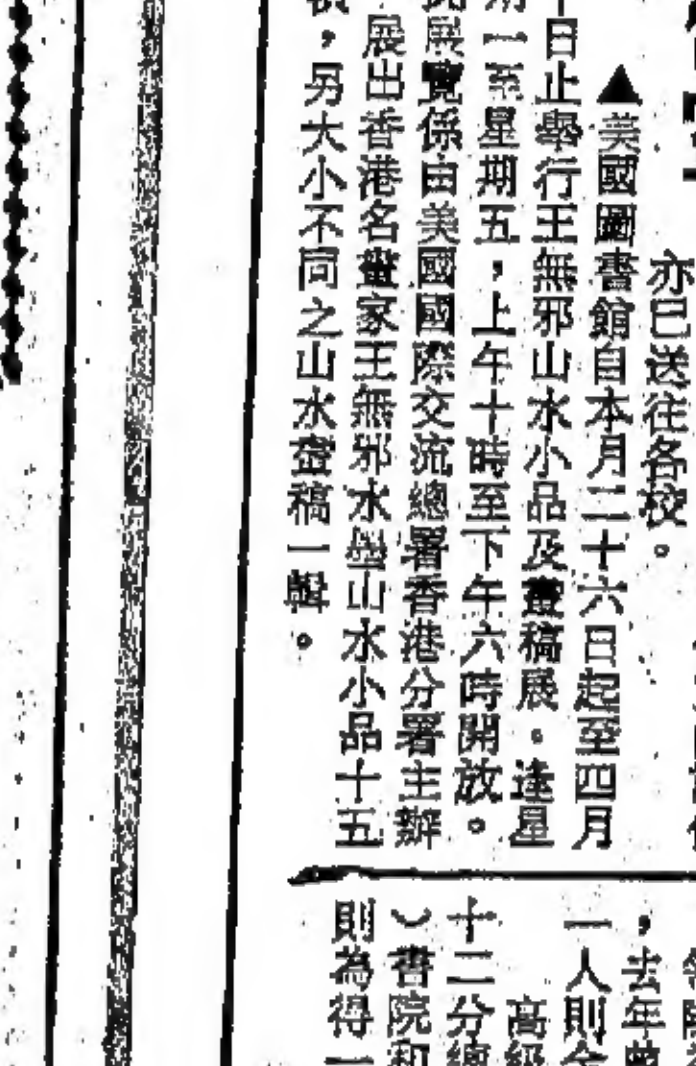 亦已送往各校。
▲美國圖書館自本月二十六日起至四月
十日止舉行王無邪山水小品及畫稿展。逢星
期一至星期五,上午十時至下午六時開放。
此展覽係由美國國際交流總署香港分署主辦
,展出香港名畫家王無邪水墨山水小品十五
,另大小不同之山水畫稿一輯。
,去年曾
一人則全
高級
十二分總
)書院和
則為得一